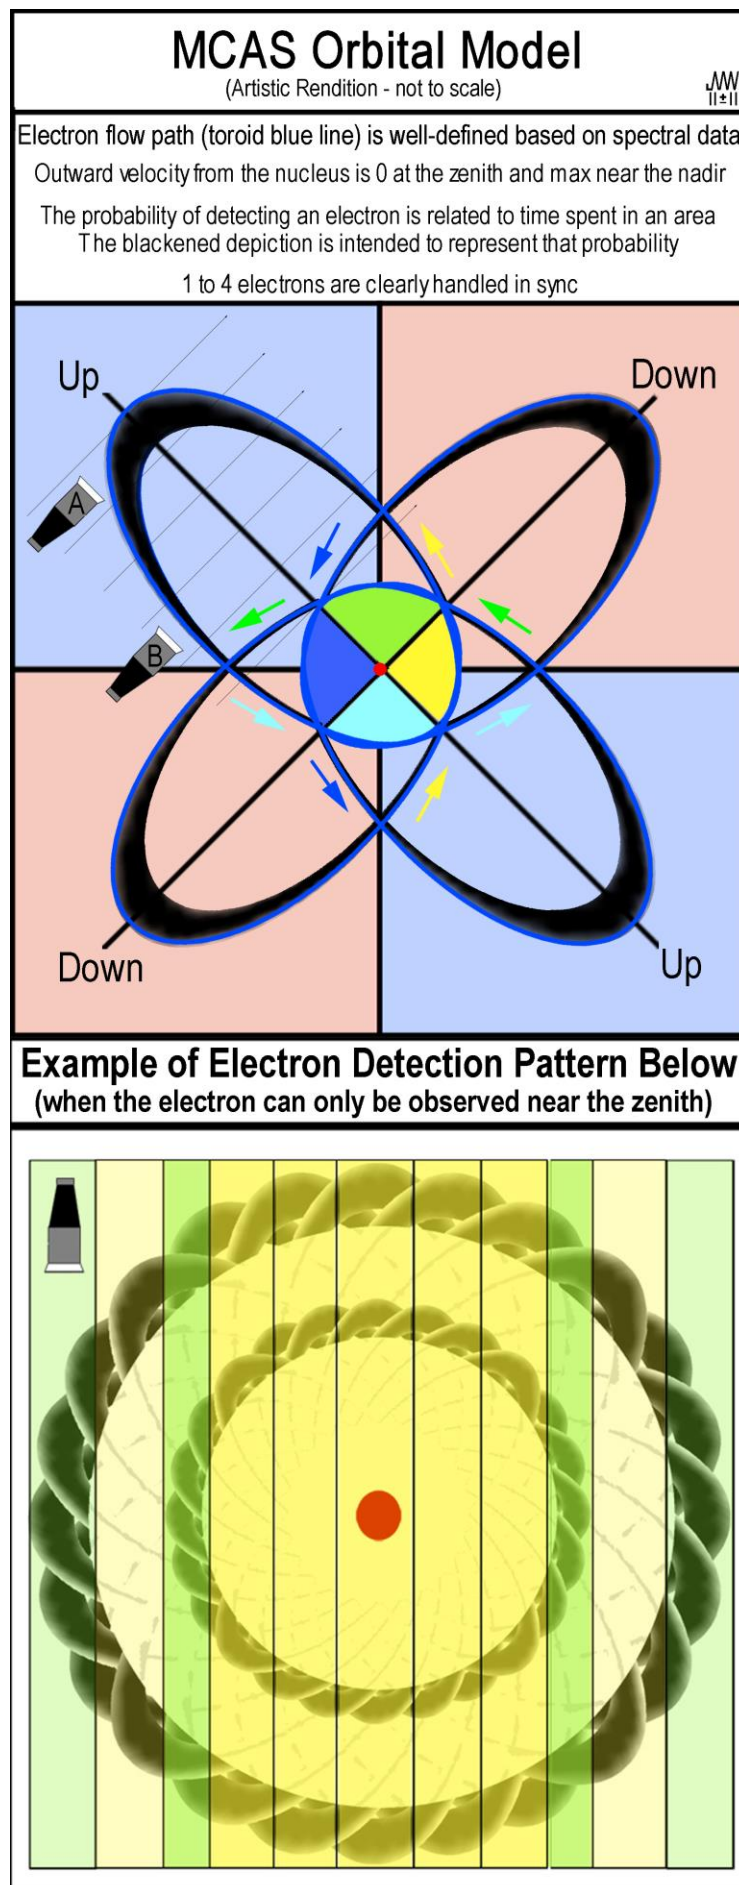 MCAS Orbital Model
(Artistic Rendition - not to scale)
Electron flow path (toroid blue line) is well-defined based on spectral data
Outward velocity from the nucleus is 0 at the zenith and max near the nadir
The probability of detecting an electron is related to time spent in an area
The blackened depiction is intended to represent that probability
1 to 4 electrons are clearly handled in sync
Up
Down
A
B
Down
Up
Example of Electron Detection Pattern Below
(when the electron can only be observed near the zenith)